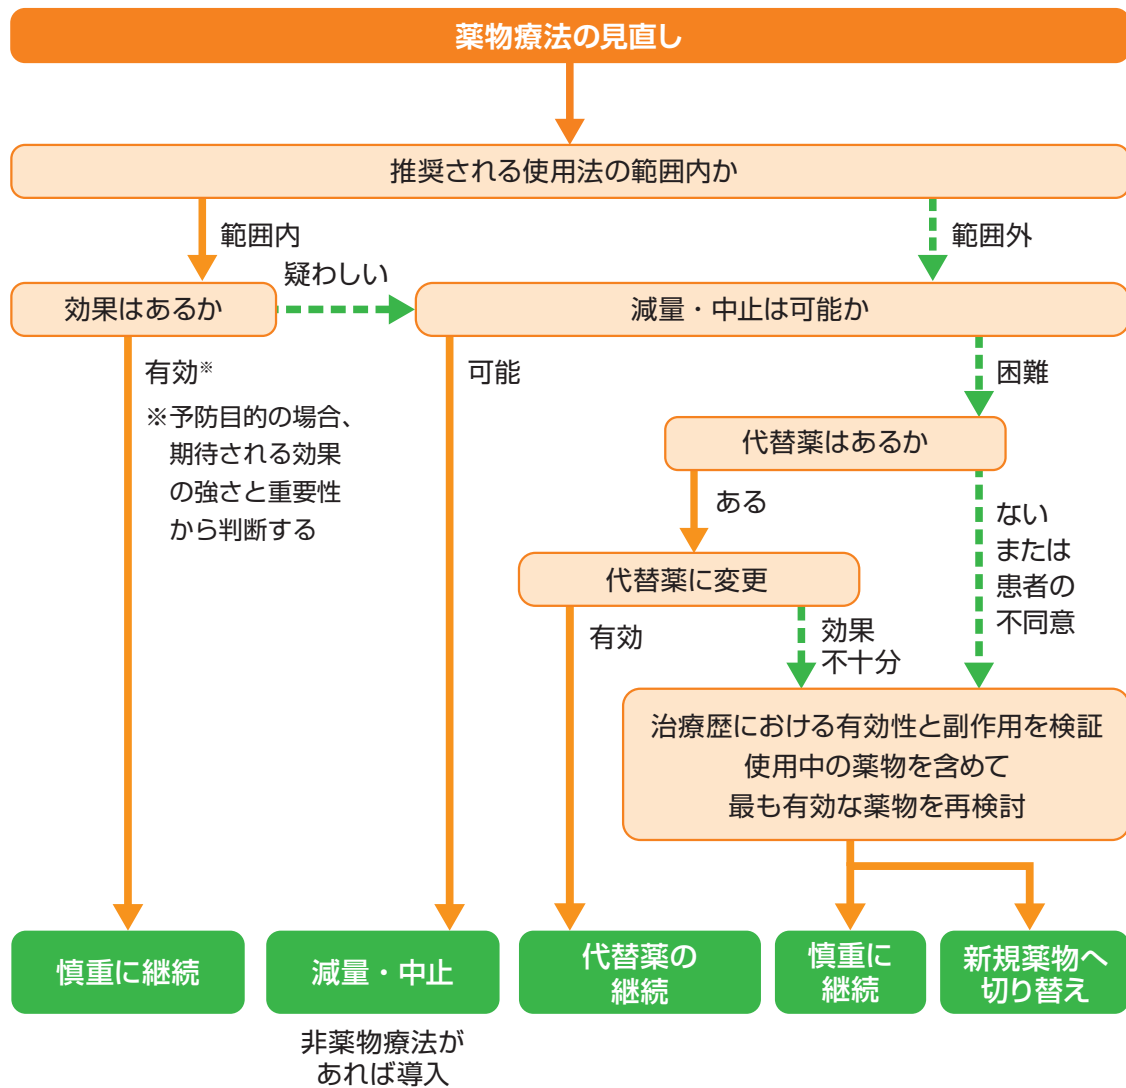 薬物療法の見直し
推奨される使用法の範囲内か
範囲内
範囲外
疑わしい
効果はあるか
減量・中止は可能か
有効※
※予防目的の場合、
期待される効果
の強さと重要性
から判断する
可能
困難
代替薬はあるか
ある
ない
または
患者の
不同意
代替薬に変更
有効
効果
不十分
治療歴における有効性と副作用を検証
使用中の薬物を含めて
最も有効な薬物を再検討
慎重に継続
減量・中止
代替薬の
継続
慎重に
継続
新規薬物へ
切り替え
非薬物療法が
あれば導入